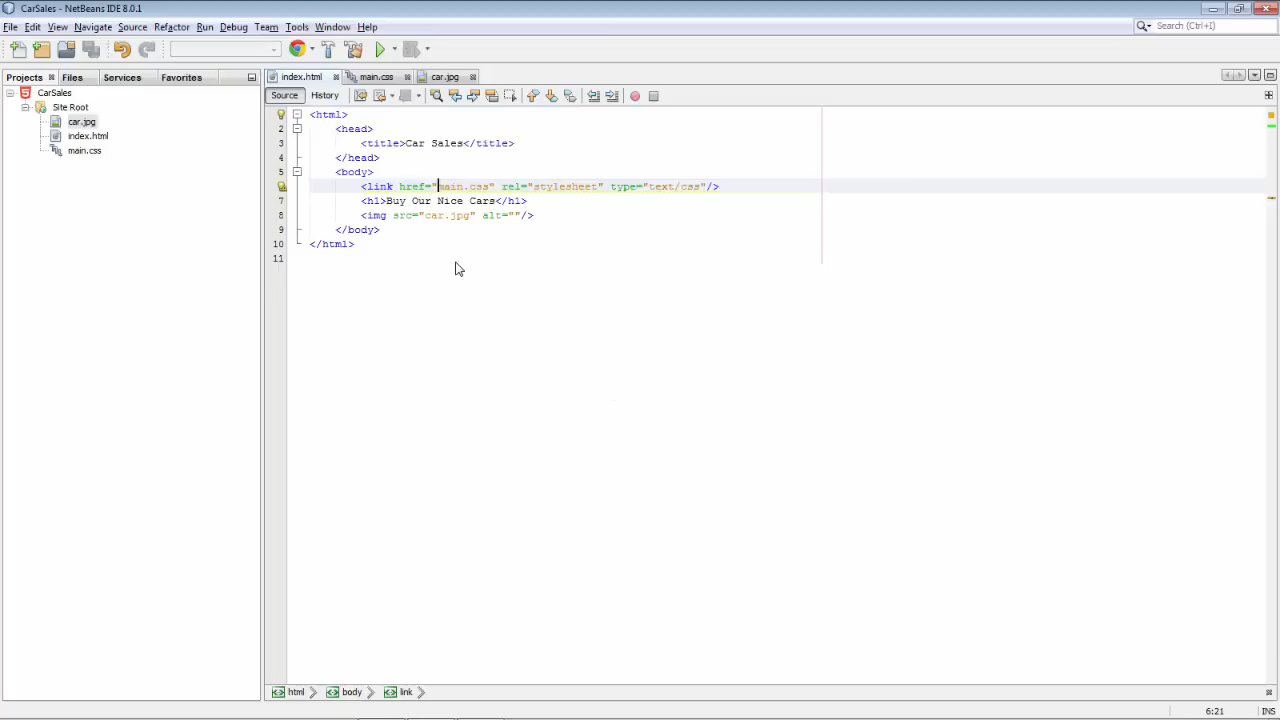 CarSales - NetBeans IDE 8.0.1
File Edit View Navigate Source Refactor Run Debug Team Tools Window Help
Search (Ctrl+I)
Projects Files Services Favorites
index.html main.css car.jpg
CarSales
Site Root
car.jpg
index.html
main.css
Source History
<html>
2 <head>
3 <title>Car Sales</title>
4 </head>
5 <body>
<link href="main.css" rel="stylesheet" type="text/css"/>
7 <h1>Buy Our Nice Cars</h1>
8 <img src="car.jpg" alt=""/>
9 </body>
10 </html>
11
html body link
6:21 INS